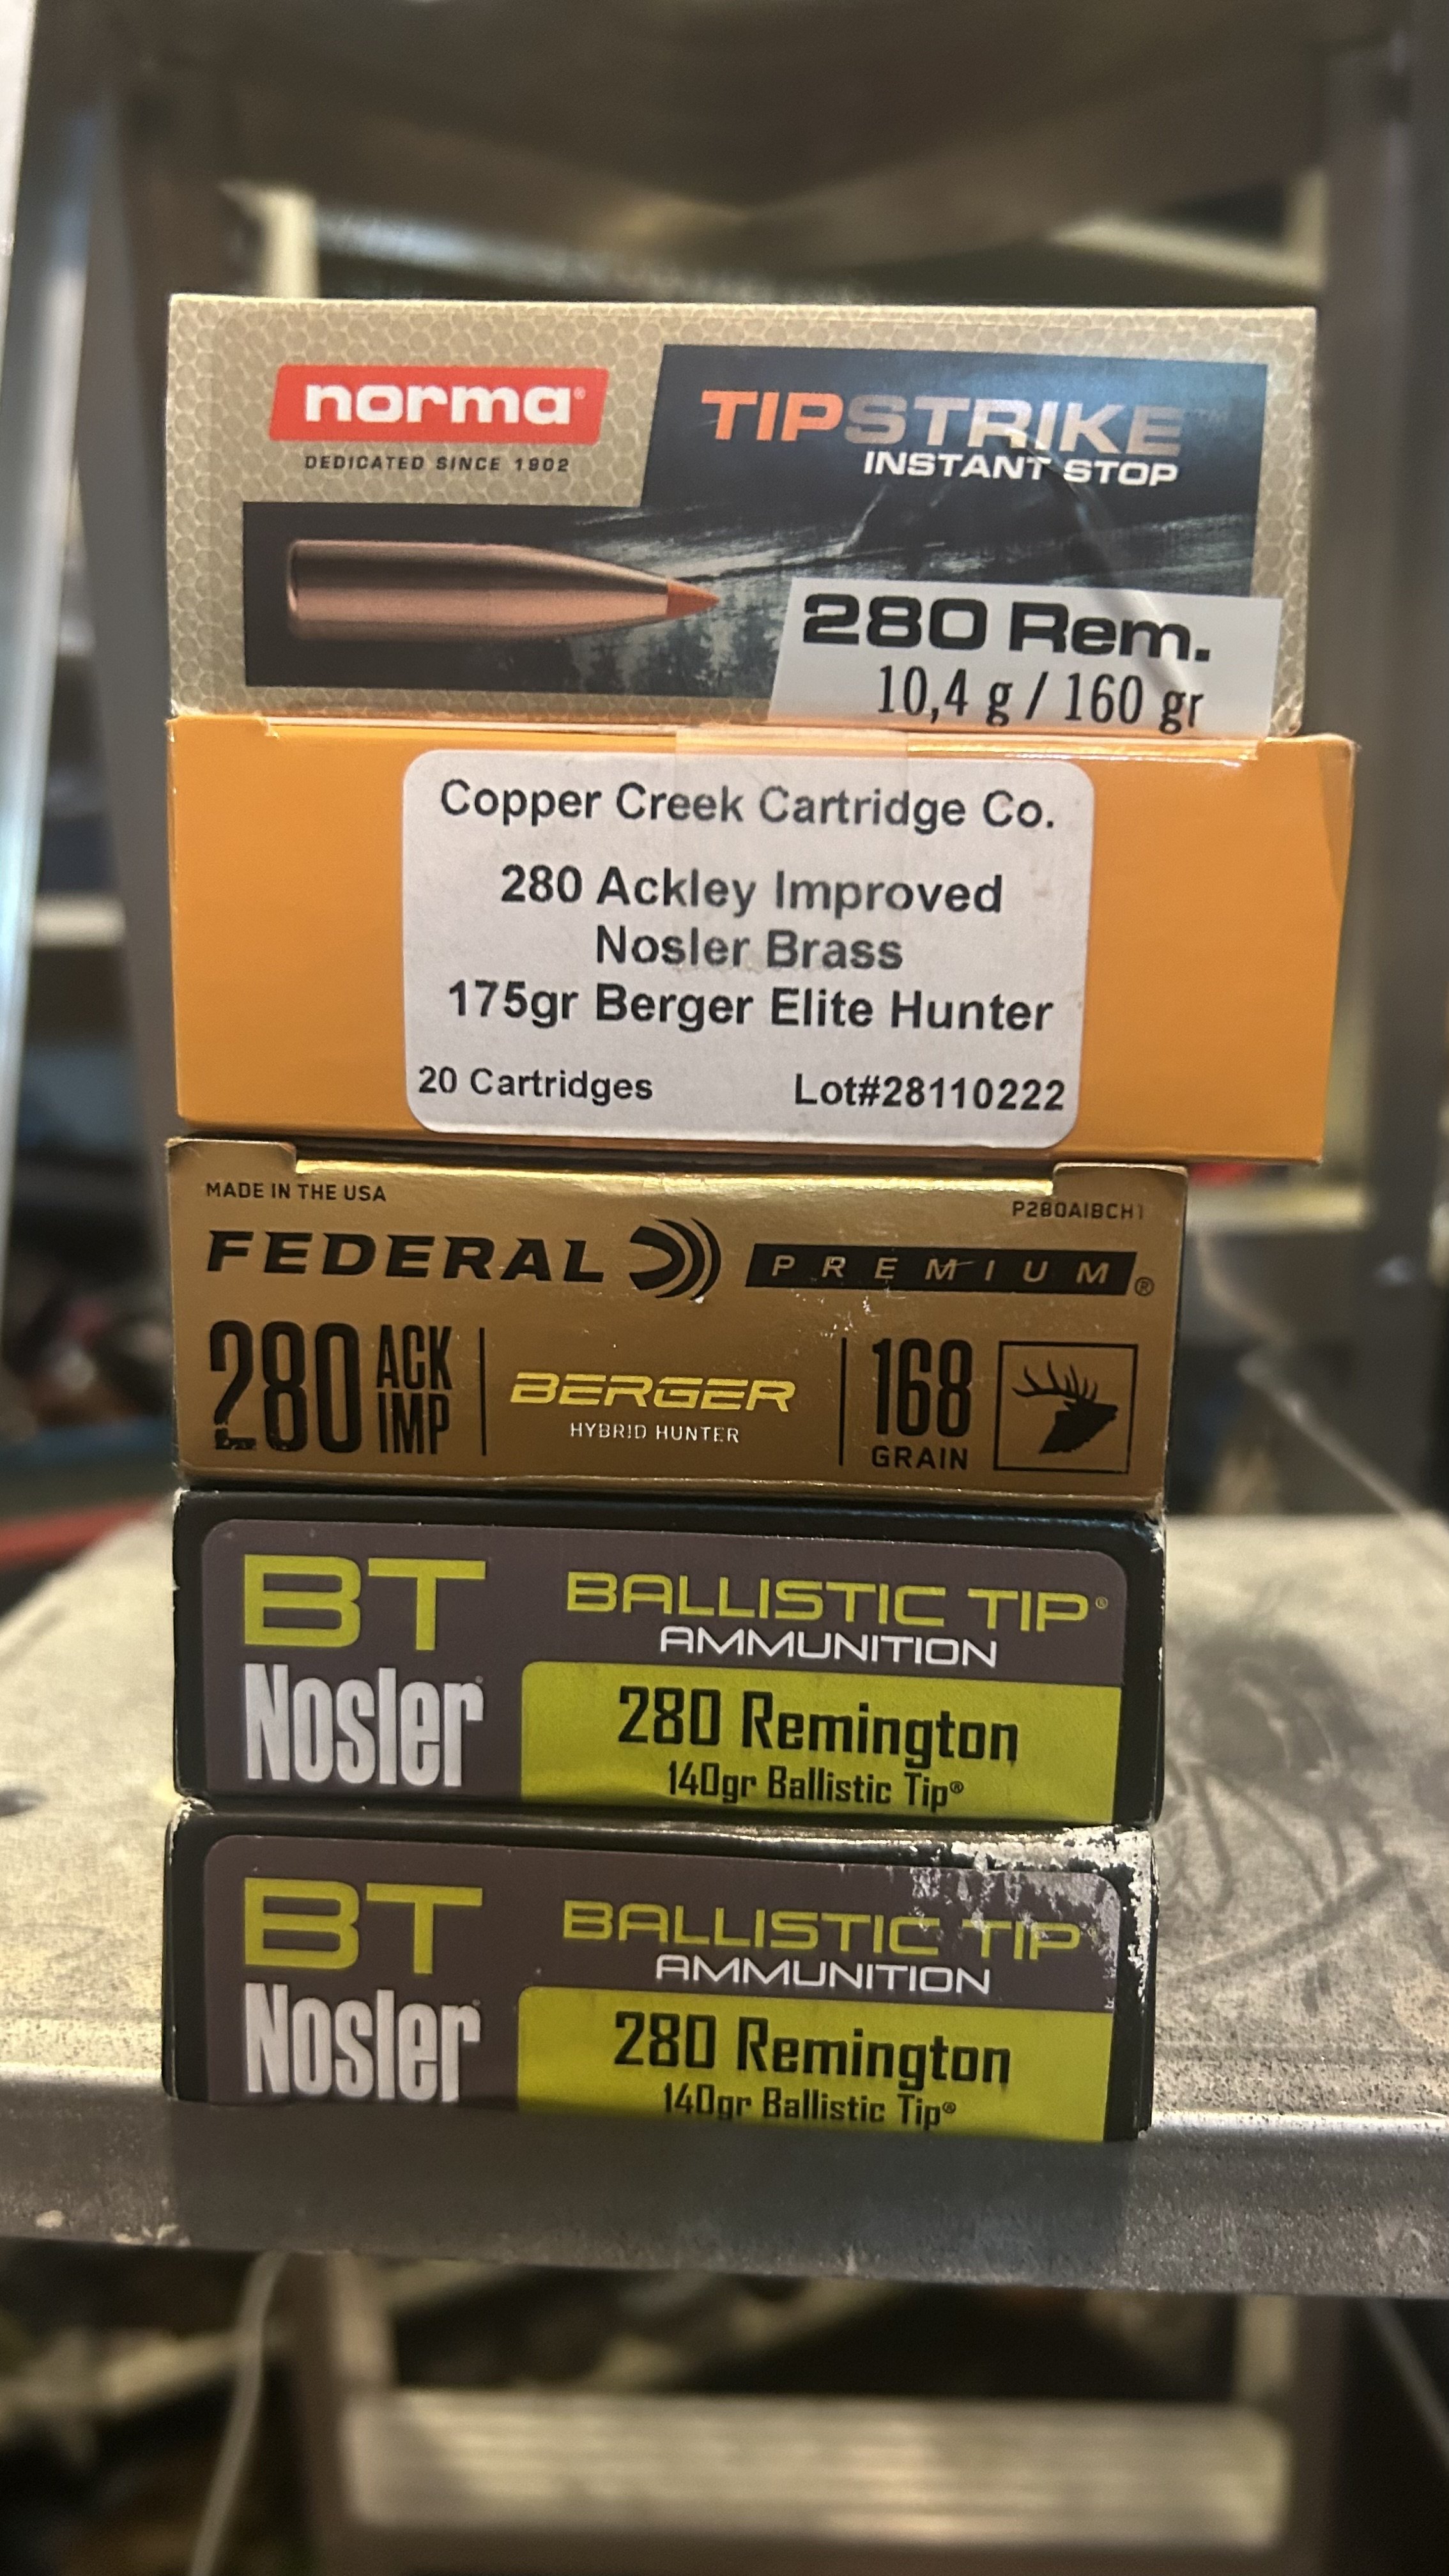 norma®
DEDICATED SINCE 1902
TIPSTRIKE™
INSTANT STOP
280 Rem.
10,4 g / 160 gr
Copper Creek Cartridge Co.
280 Ackley Improved
Nosler Brass
175gr Berger Elite Hunter
20 Cartridges Lot#28110222
MADE IN THE USA P280AIBCH1
FEDERAL PREMIUM®
280 ACK IMP
BERGER
HYBRID HUNTER
168
GRAIN
BT
Nosler®
BALLISTIC TIP®
AMMUNITION
280 Remington
140gr Ballistic Tip®
BT
Nosler
BALLISTIC TIP
AMMUNITION
280 Remington
140gr Ballistic Tip®